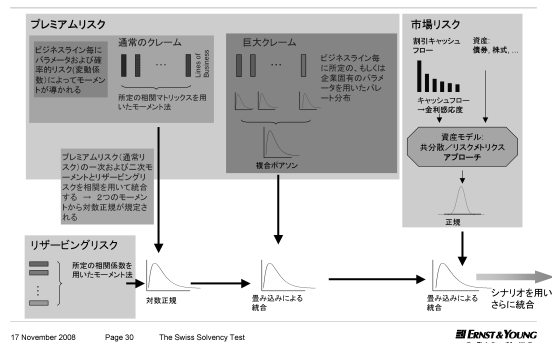 プレミアムリスク
ビジネスライン毎に
パラメータおよび確
率的リスク(変動係
数)によってモーメント
が導かれる
通常のクレーム
...
Lines of
Business
所定の相関マトリックスを用
いたモーメント法
巨大クレーム
...
ビジネスライン毎
に所定の、もしくは
企業固有のパラメ
ータを用いたパレ
ート分布
複合ポアソン
市場リスク
割引キャッシュ
フロー
資産:
債券、株式, ...
キャッシュフロー
→金利感応度
資産モデル:
共分散/リスクメトリクス
アプローチ
正規
プレミアムリスク(通常リ
スク)の一次および二次モ
ーメントとリザービングリ
スクを相関を用いて統合
する → 2つのモーメン
トから対数正規が規定さ
れる
リザービングリスク
所定の相関係数を
用いたモーメント法
対数正規
畳み込みによる
統合
畳み込みによる
統合
シナリオを用い
さらに統合
17 November 2008 Page 30 The Swiss Solvency Test
ERNST & YOUNG